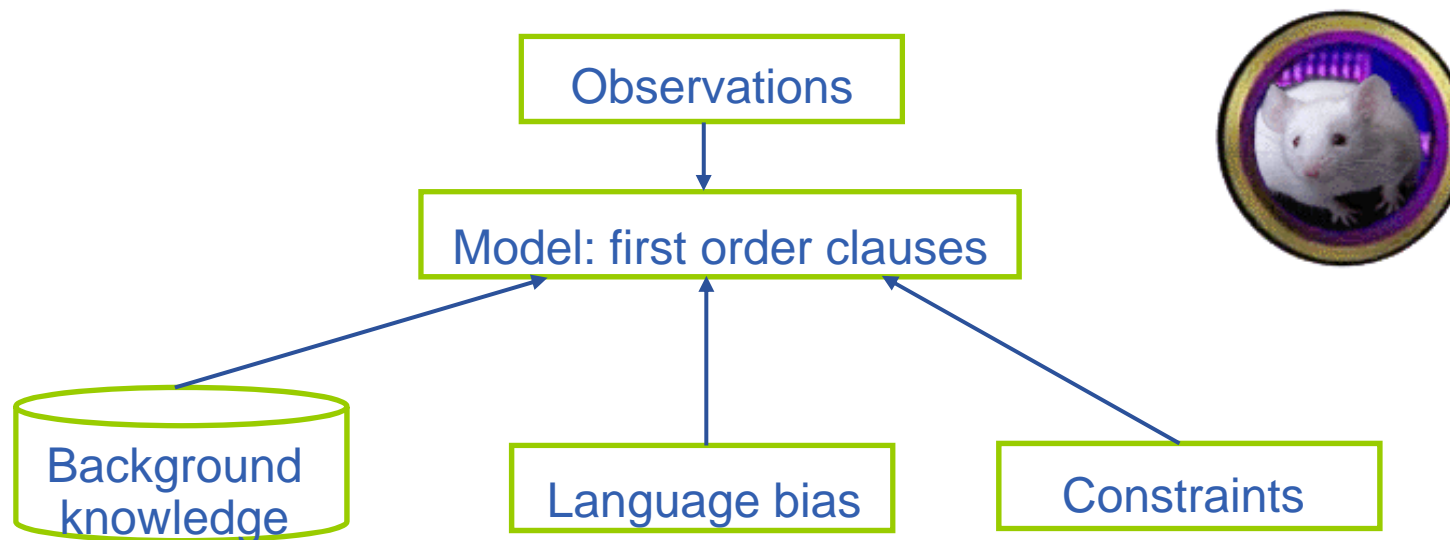 Observations
Model: first order clauses
Background
knowledge
Language bias
Constraints